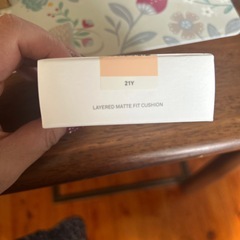 21Y
LAYERED MATTE FIT CUSHION